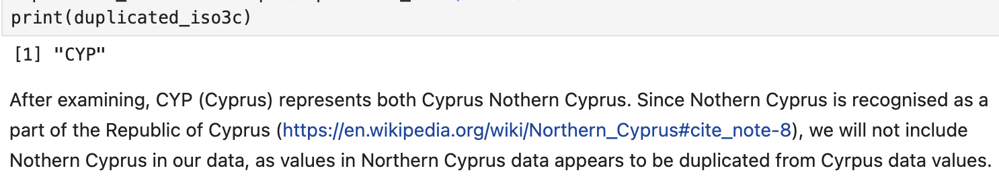 print(duplicated_iso3c)
[1] "CYP"
After examining, CYP (Cyprus) represents both Cyprus Nothern Cyprus. Since Nothern Cyprus is recognised as a
part of the Republic of Cyprus (https://en.wikipedia.org/wiki/Northern_Cyprus#cite_note-8), we will not include
Nothern Cyprus in our data, as values in Northern Cyprus data appears to be duplicated from Cyrpus data values.